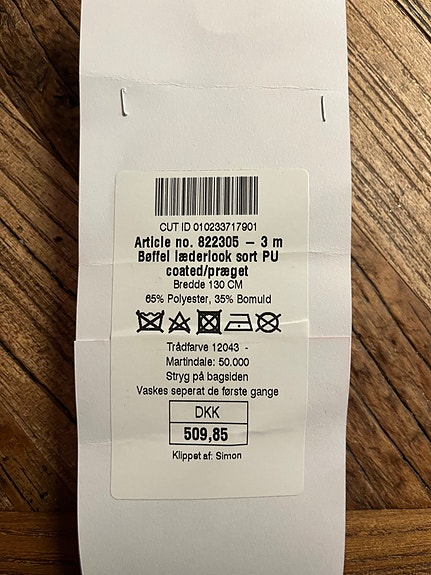 CUT ID 010233717901
Article no. 822305 – 3 m
Bøffel læderlook sort PU
coated/præget
Bredde 130 CM
65% Polyester, 35% Bomuld
Trådfarve 12043 -
Martindale: 50.000
Stryg på bagsiden
Vaskes seperat de første gange
DKK
509,85
Klippet af: Simon